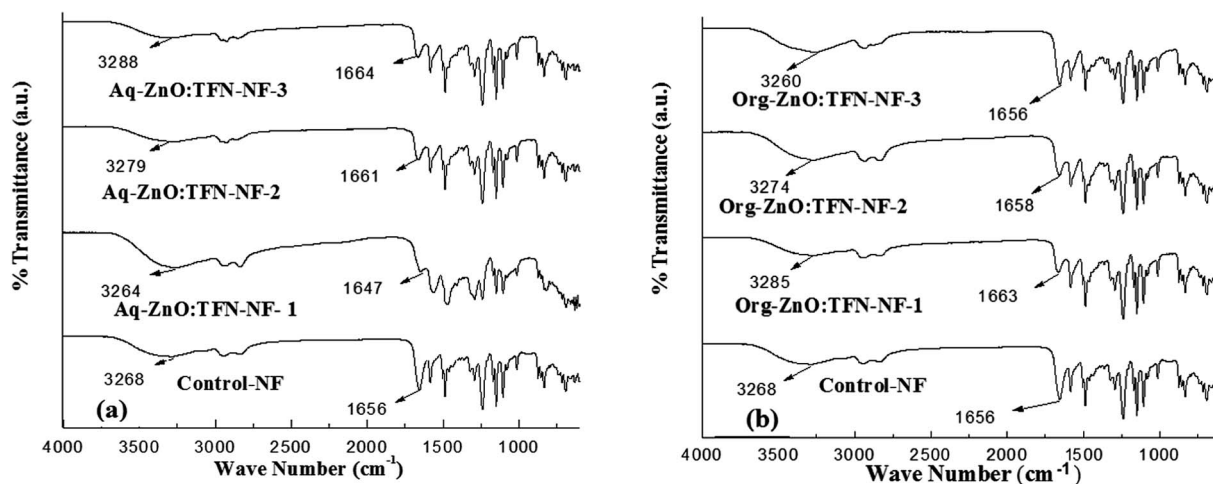 % Transmittance (a.u.)
3288
1664
Aq-ZnO:TFN-NF-3
3279
1661
Aq-ZnO:TFN-NF-2
3264
1647
Aq-ZnO:TFN-NF- 1
3268
Control-NF
1656
(a)
4000 3500 3000 2500 2000 1500 1000
Wave Number (cm-1)
% Transmittance (a.u.)
3260
Org-ZnO:TFN-NF-3
1656
3274
Org-ZnO:TFN-NF-2
1658
3285
Org-ZnO:TFN-NF-1
1663
3268
Control-NF
1656
(b)
4000 3500 3000 2500 2000 1500 1000
Wave Number (cm-1)